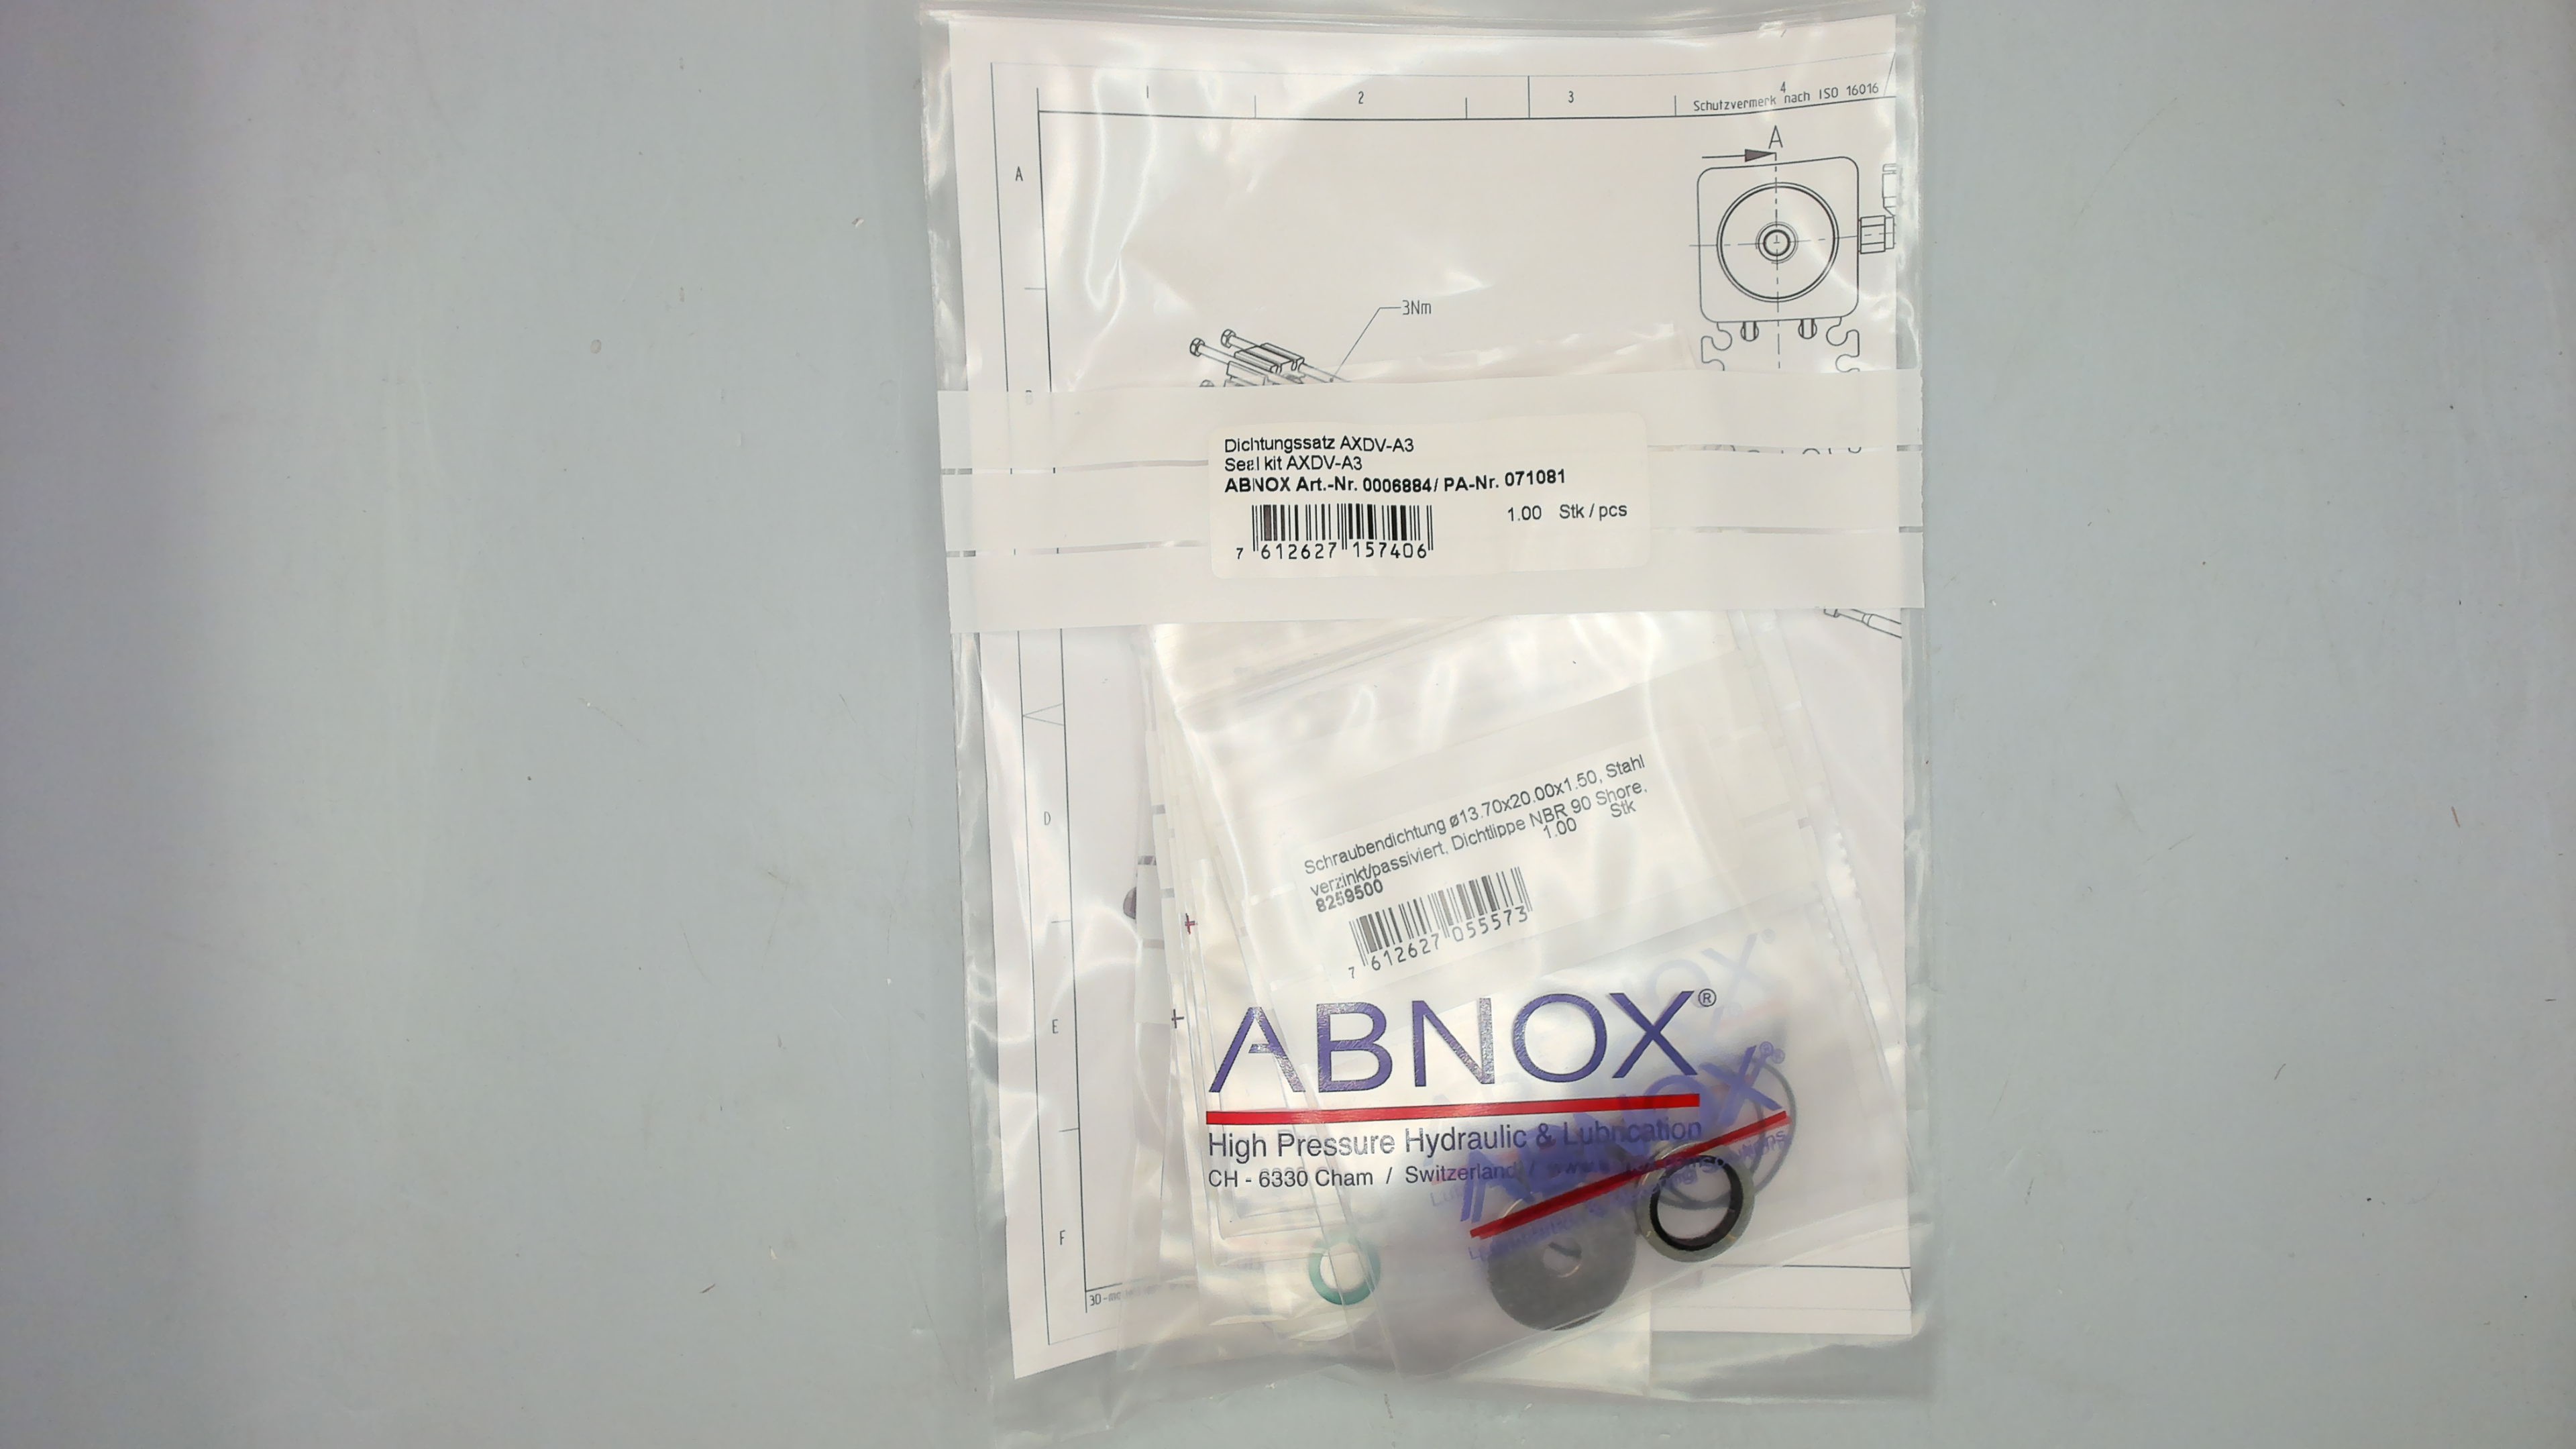 1 2 3 4
Schutzvermerk nach ISO 16016
A
A
3Nm
B
Dichtungssatz AXDV-A3
Seal kit AXDV-A3
ABNOX Art.-Nr. 0006884/ PA-Nr. 071081
1.00 Stk / pcs
7 612627 157406
D
Schraubendichtung ø13.70x20.00x1.50, Stahl
verzinkt/passiviert, Dichtlippe NBR 90 Shore,
8259500 1.00 Stk
7 612627 055573
E
ABNOX®
High Pressure Hydraulic & Lubrication
CH - 6330 Cham / Switzerland /
ABNOX®
F
3D-mo